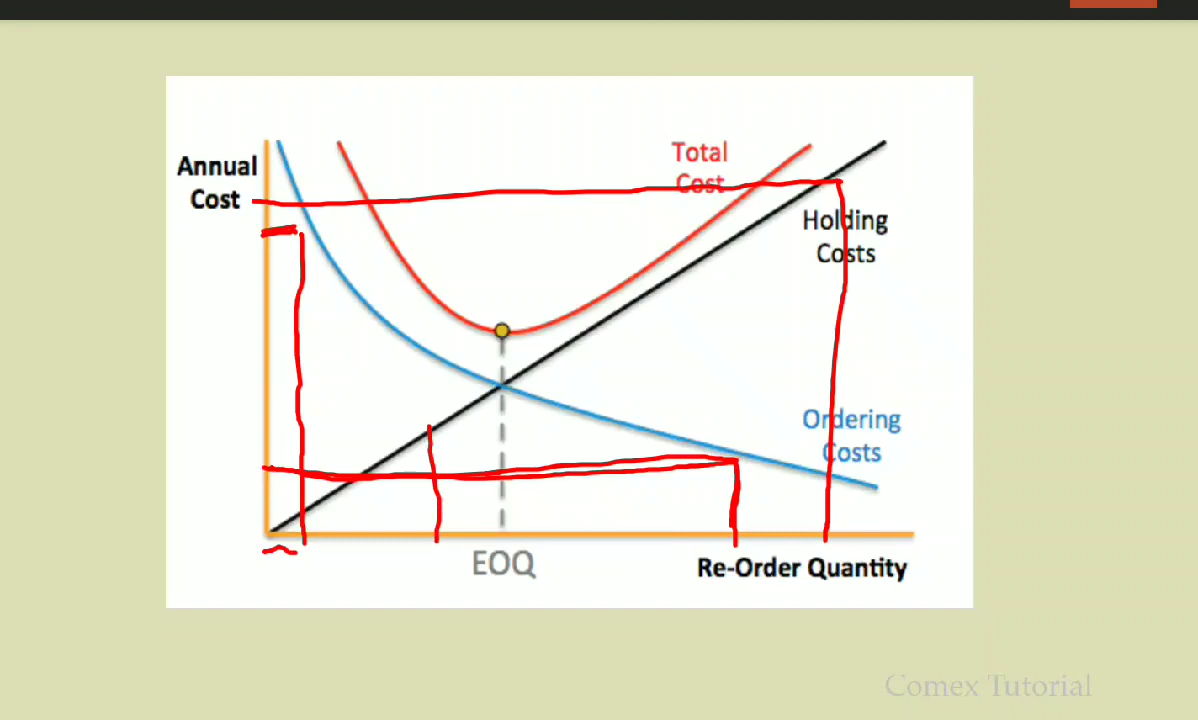 Annual
Cost
Total
Cost
Holding
Costs
Ordering
Costs
EOQ
Re-Order Quantity
Comex Tutorial